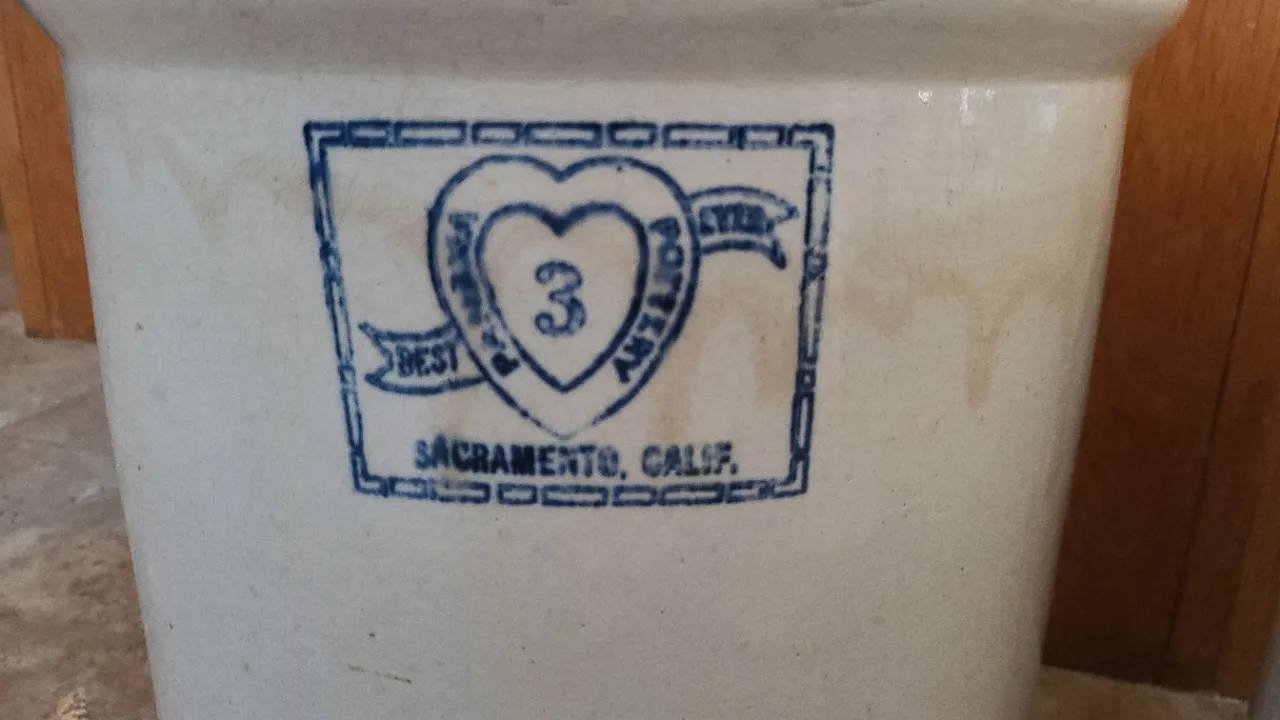 EVER.
PACIFIC POTTERY
3
BEST
SACRAMENTO, CALIF.